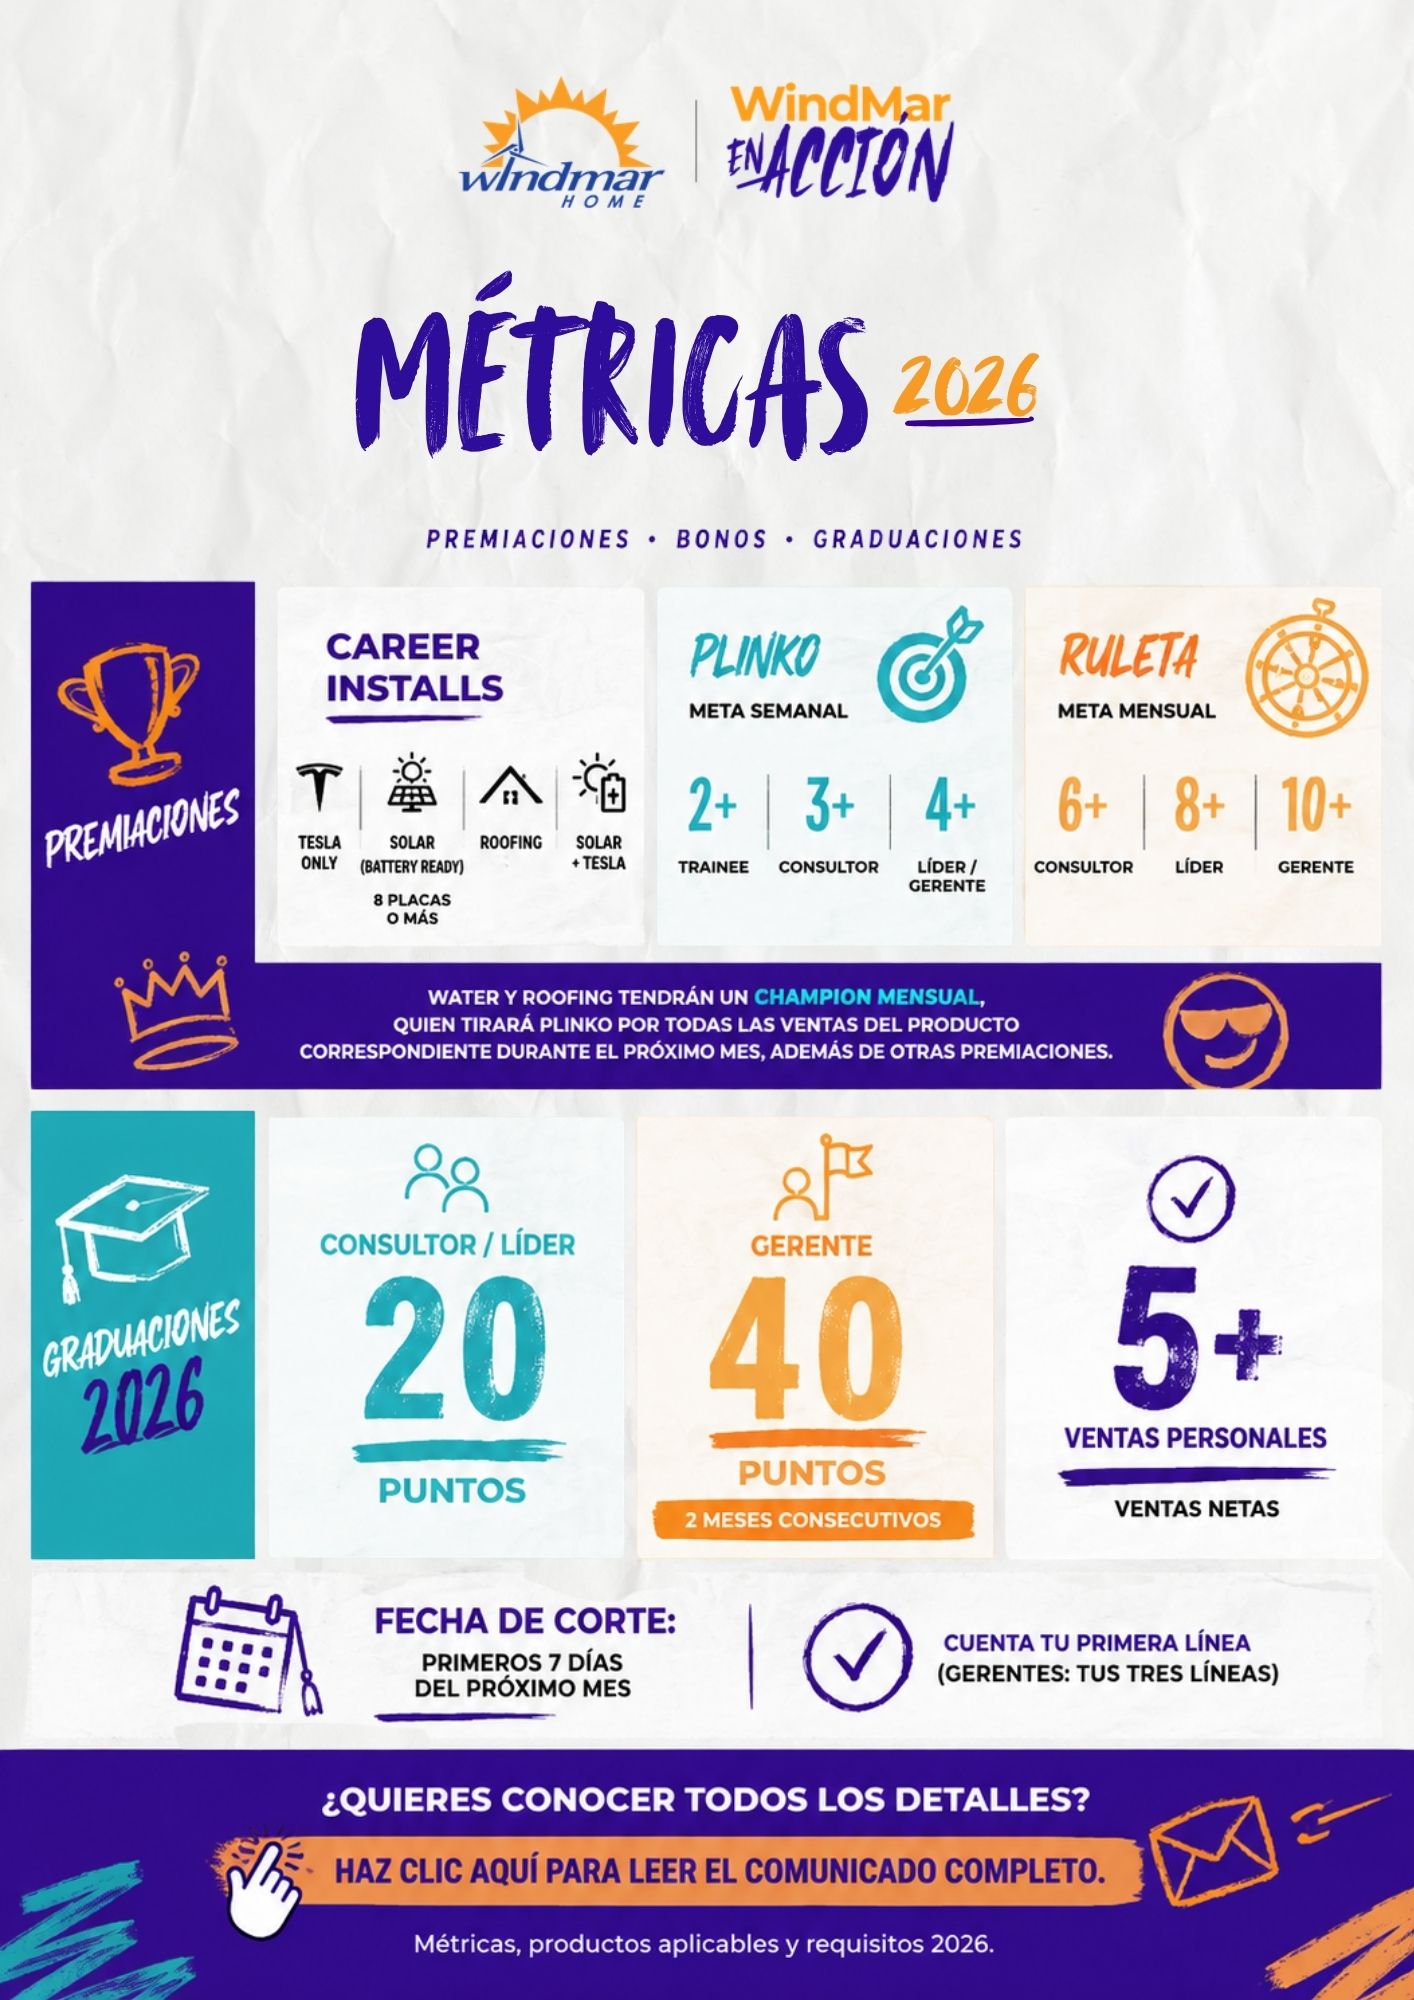 windmar
HOME
WindMar
EN ACCIÓN
MÉTRICAS 2026
PREMIACIONES • BONOS • GRADUACIONES
PREMIACIONES
CAREER
INSTALLS
TESLA
ONLY
SOLAR
(BATTERY READY)
8 PLACAS
O MÁS
ROOFING
SOLAR
+ TESLA
PLINKO
META SEMANAL
2+
TRAINEE
3+
CONSULTOR
4+
LÍDER /
GERENTE
RULETA
META MENSUAL
6+
CONSULTOR
8+
LÍDER
10+
GERENTE
WATER Y ROOFING TENDRÁN UN CHAMPION MENSUAL,
QUIEN TIRARÁ PLINKO POR TODAS LAS VENTAS DEL PRODUCTO
CORRESPONDIENTE DURANTE EL PRÓXIMO MES, ADEMÁS DE OTRAS PREMIACIONES.
GRADUACIONES
2026
CONSULTOR / LÍDER
20
PUNTOS
GERENTE
40
PUNTOS
2 MESES CONSECUTIVOS
5+
VENTAS PERSONALES
VENTAS NETAS
FECHA DE CORTE:
PRIMEROS 7 DÍAS
DEL PRÓXIMO MES
CUENTA TU PRIMERA LÍNEA
(GERENTES: TUS TRES LÍNEAS)
¿QUIERES CONOCER TODOS LOS DETALLES?
HAZ CLIC AQUÍ PARA LEER EL COMUNICADO COMPLETO.
Métricas, productos aplicables y requisitos 2026.